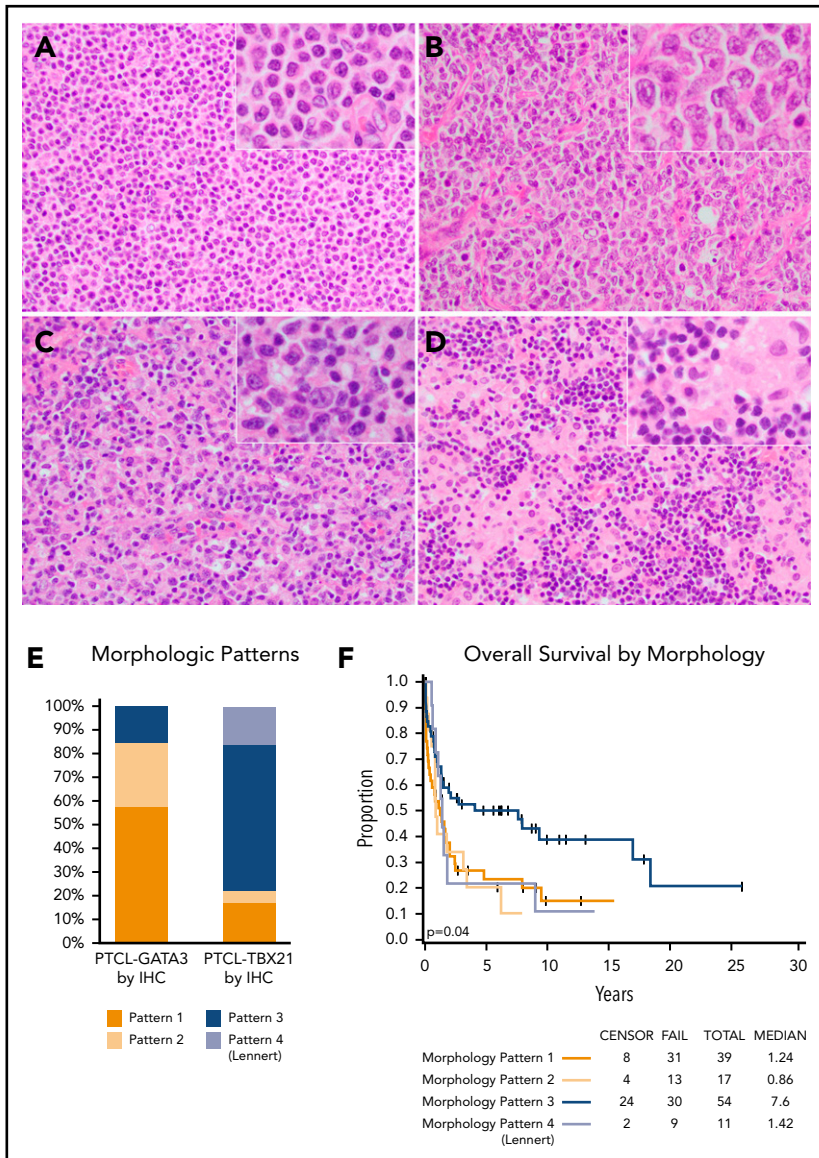 A
B
C
D
E Morphologic Patterns
100%
90%
80%
70%
60%
50%
40%
30%
20%
10%
0%
PTCL-GATA3 by IHC
PTCL-TBX21 by IHC
Pattern 1
Pattern 2
Pattern 3
Pattern 4 (Lennert)
F Overall Survival by Morphology
Proportion
1.0
0.9
0.8
0.7
0.6
0.5
0.4
0.3
0.2
0.1
0.0
p=0.04
0 5 10 15 20 25 30
Years
CENSOR FAIL TOTAL MEDIAN
Morphology Pattern 1 8 31 39 1.24
Morphology Pattern 2 4 13 17 0.86
Morphology Pattern 3 24 30 54 7.6
Morphology Pattern 4 2 9 11 1.42
(Lennert)